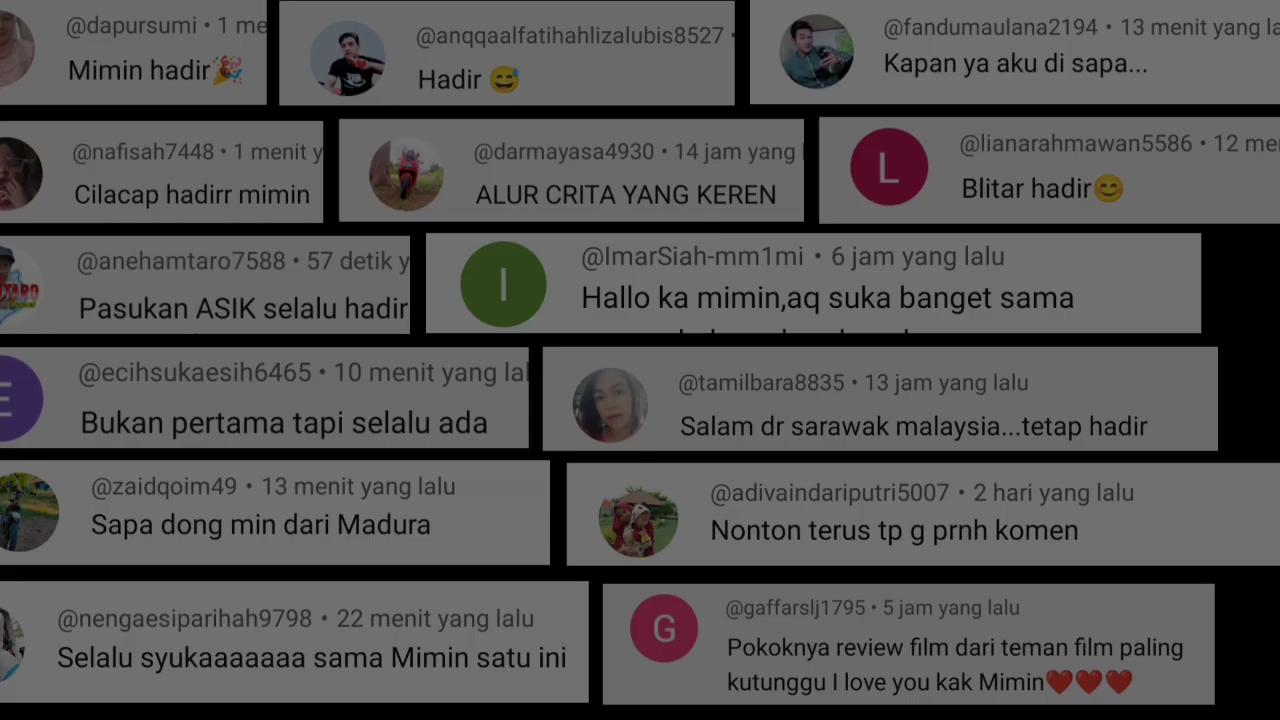 @dapursumi • 1 me
Mimin hadir🎉
@anqqaalfatihahlizalubis8527 •
Hadir 😅
@fandumaulana2194 • 13 menit yang la
Kapan ya aku di sapa...
@nafisah7448 • 1 menit y
Cilacap hadirr mimin
@darmayasa4930 • 14 jam yang l
ALUR CRITA YANG KEREN
L
@lianarahmawan5586 • 12 me
Blitar hadir😊
@anehamtaro7588 • 57 detik y
Pasukan ASIK selalu hadir
I
@ImarSiah-mm1mi • 6 jam yang lalu
Hallo ka mimin,aq suka banget sama
E
@ecihsukaesih6465 • 10 menit yang lal
Bukan pertama tapi selalu ada
@tamilbara8835 • 13 jam yang lalu
Salam dr sarawak malaysia...tetap hadir
@zaidqoim49 • 13 menit yang lalu
Sapa dong min dari Madura
@adivaindariputri5007 • 2 hari yang lalu
Nonton terus tp g prnh komen
@nengaesiparihah9798 • 22 menit yang lalu
Selalu syukaaaaaaa sama Mimin satu ini
G
@gaffarslj1795 • 5 jam yang lalu
Pokoknya review film dari teman film paling
kutunggu I love you kak Mimin❤️❤️❤️